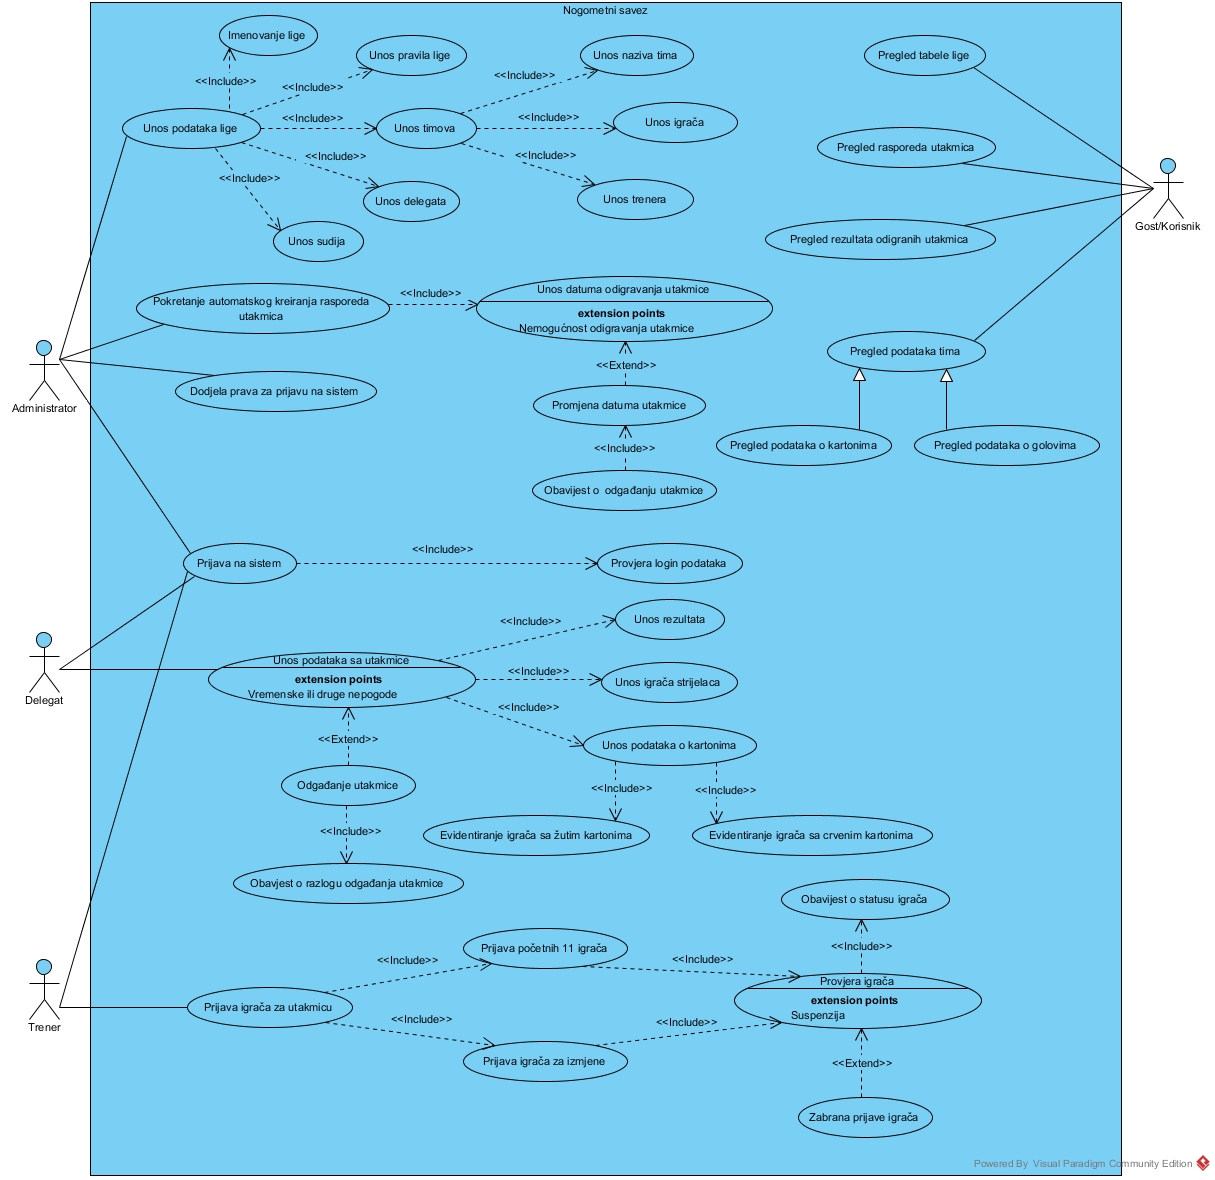 Nogometni savez
Imenovanje lige
Unos pravila lige
Unos naziva tima
Pregled tabele lige
<<Include>>
<<Include>>
<<Include>>
Unos podataka lige
<<Include>>
Unos timova
<<Include>>
Unos igrača
Pregled rasporeda utakmica
<<Include>>
<<Include>>
<<Include>>
Unos delegata
Unos trenera
Gost/Korisnik
Unos sudija
Pregled rezultata odigranih utakmica
Pokretanje automatskog kreiranja rasporeda
utakmica
<<Include>>
Unos datuma odigravanja utakmice
extension points
Nemogućnost odigravanja utakmice
Pregled podataka tima
<<Extend>>
Administrator
Dodjela prava za prijavu na sistem
Promjena datuma utakmice
<<Include>>
Pregled podataka o kartonima
Pregled podataka o golovima
Obavijest o  odgađanju utakmice
Prijava na sistem
<<Include>>
Provjera login podataka
<<Include>>
Unos rezultata
Delegat
Unos podataka sa utakmice
extension points
Vremenske ili druge nepogode
<<Include>>
Unos igrača strijelaca
<<Include>>
<<Extend>>
Unos podataka o kartonima
Odgađanje utakmice
<<Include>>
<<Include>>
<<Include>>
Evidentiranje igrača sa žutim kartonima
Evidentiranje igrača sa crvenim kartonima
Obavjest o razlogu odgađanja utakmice
Obavijest o statusu igrača
Prijava početnih 11 igrača
<<Include>>
<<Include>>
<<Include>>
Provjera igrača
extension points
Suspenzija
Trener
Prijava igrača za utakmicu
<<Include>>
<<Include>>
Prijava igrača za izmjene
<<Extend>>
Zabrana prijave igrača
Powered By  Visual Paradigm Community Edition